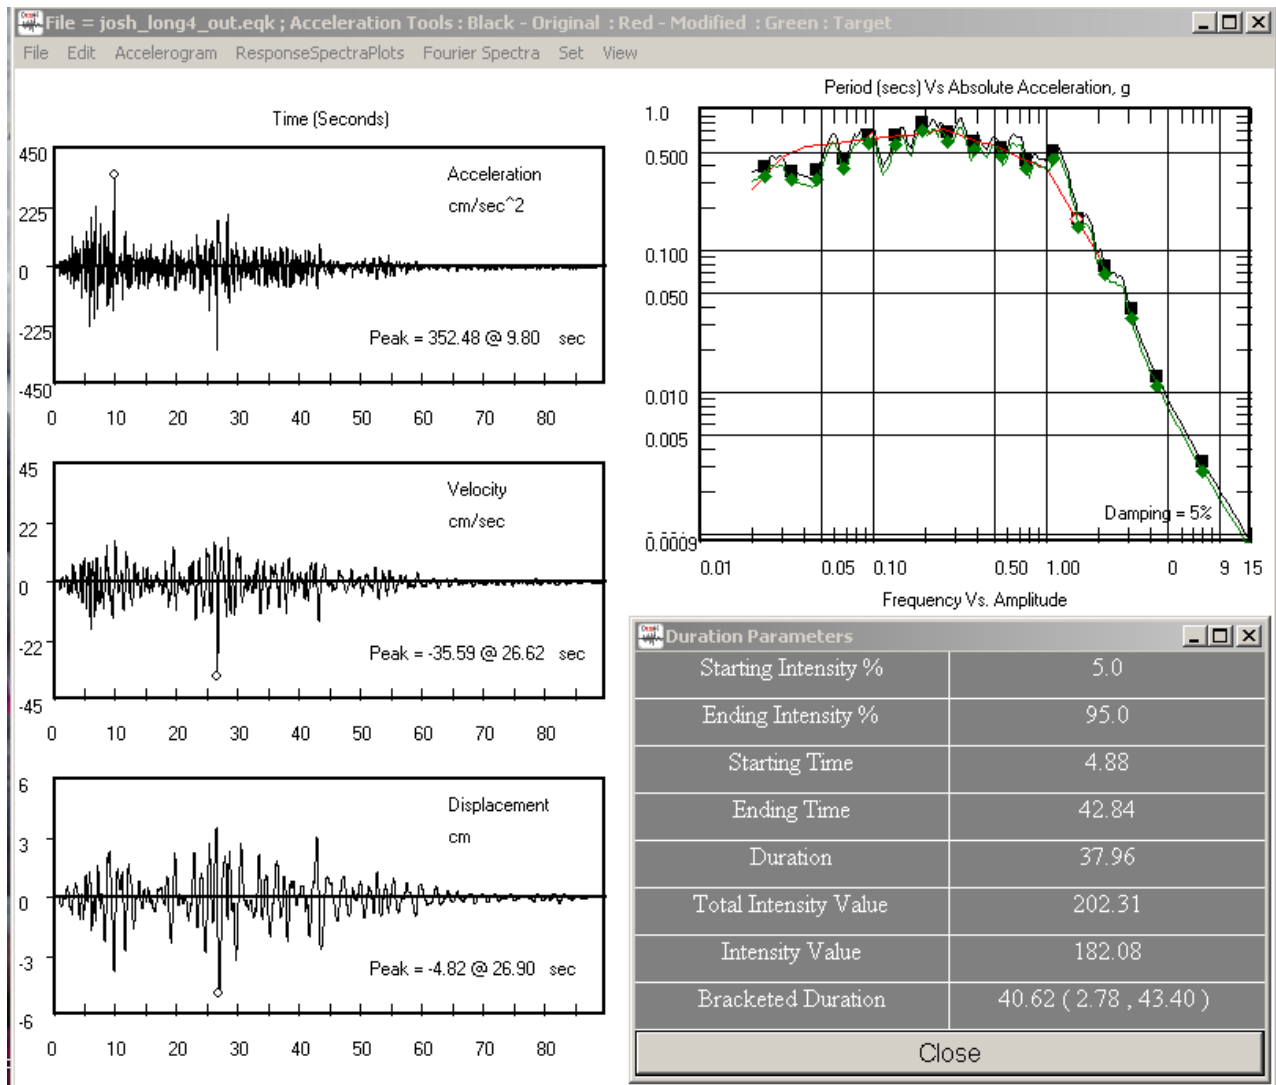 File = josh_long4_out.eqk ; Acceleration Tools : Black - Original : Red - Modified : Green : Target
File Edit Accelerogram ResponseSpectraPlots Fourier Spectra Set View
Time (Seconds)
450
225
0
-225
-450
Acceleration
cm/sec^2
Peak = 352.48 @ 9.80 sec
0 10 20 30 40 50 60 70 80
45
22
0
-22
-45
Velocity
cm/sec
Peak = -35.59 @ 26.62 sec
0 10 20 30 40 50 60 70 80
6
3
0
-3
-6
Displacement
cm
Peak = -4.82 @ 26.90 sec
0 10 20 30 40 50 60 70 80
Period (secs) Vs Absolute Acceleration, g
1.0
0.500
0.100
0.050
0.010
0.005
0.0009
Damping = 5%
0.01 0.05 0.10 0.50 1.00 0 9 15
Frequency Vs. Amplitude
Duration Parameters
Starting Intensity % 5.0
Ending Intensity % 95.0
Starting Time 4.88
Ending Time 42.84
Duration 37.96
Total Intensity Value 202.31
Intensity Value 182.08
Bracketed Duration 40.62 ( 2.78 , 43.40 )
Close